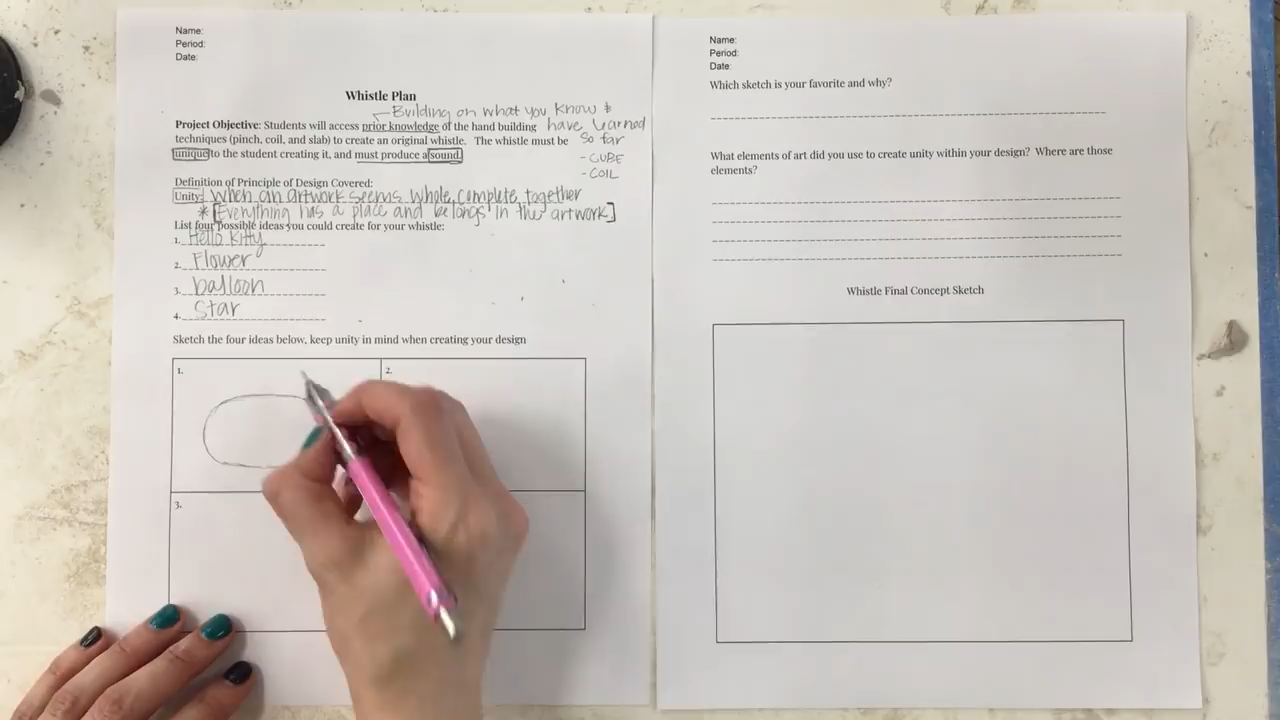 Name:
Period:
Date:
Whistle Plan
Building on what you know &
Project Objective: Students will access prior knowledge of the hand building have learned
techniques (pinch, coil, and slab) to create an original whistle. The whistle must be so far
unique to the student creating it, and must produce a sound. - CUBE
- COIL
Definition of Principle of Design Covered:
Unity: When an artwork seems whole, complete, together
* [Everything has a place and belongs in the artwork]
List four possible ideas you could create for your whistle:
1. Hello Kitty
2. Flower
3. balloon
4. Star
Sketch the four ideas below, keep unity in mind when creating your design
1.
2.
3.
Name:
Period:
Date:
Which sketch is your favorite and why?
What elements of art did you use to create unity within your design? Where are those
elements?
Whistle Final Concept Sketch